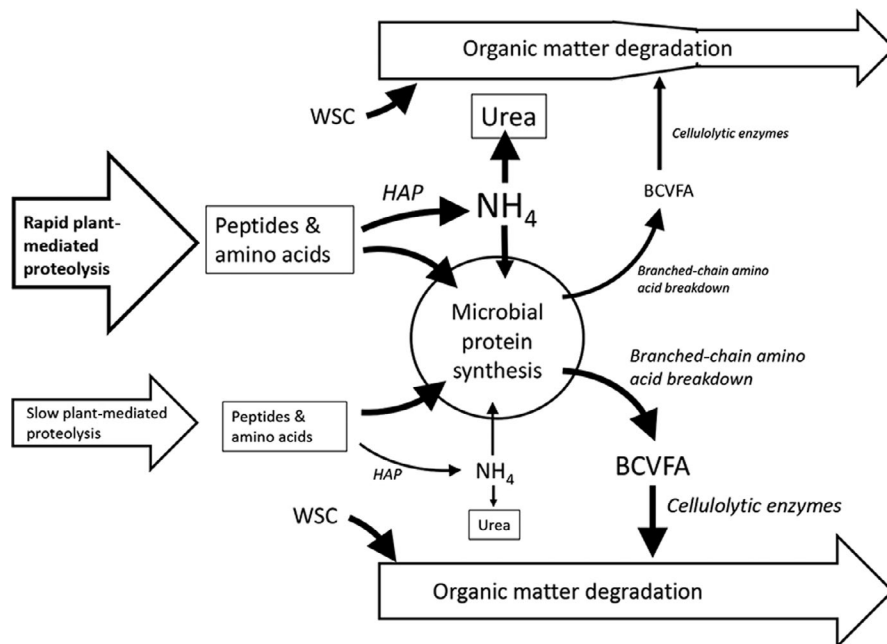 Organic matter degradation
WSC
Urea
Cellulolytic enzymes
HAP
NH4
BCVFA
Rapid plant-
mediated
proteolysis
Peptides &
amino acids
Branched-chain amino
acid breakdown
Microbial
protein
synthesis
Branched-chain amino
acid breakdown
Slow plant-mediated
proteolysis
Peptides &
amino acids
HAP
NH4
BCVFA
WSC
Urea
Cellulolytic enzymes
Organic matter degradation